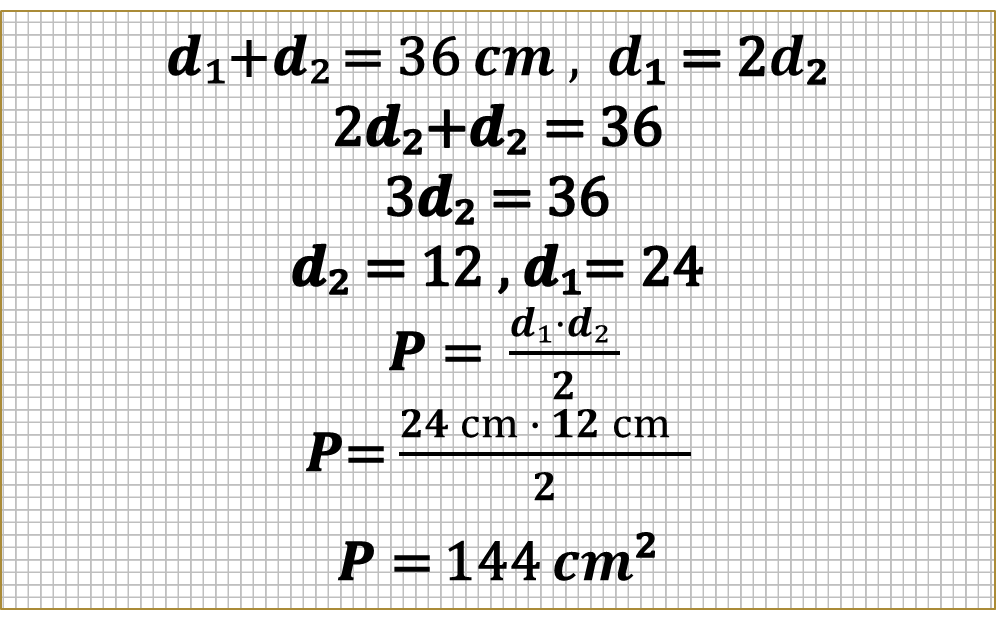 d₁+d₂ = 36 cm , d₁ = 2d₂
2d₂+d₂ = 36
3d₂ = 36
d₂ = 12 , d₁= 24
P = d₁·d₂ / 2
P= 24 cm · 12 cm / 2
P = 144 cm²